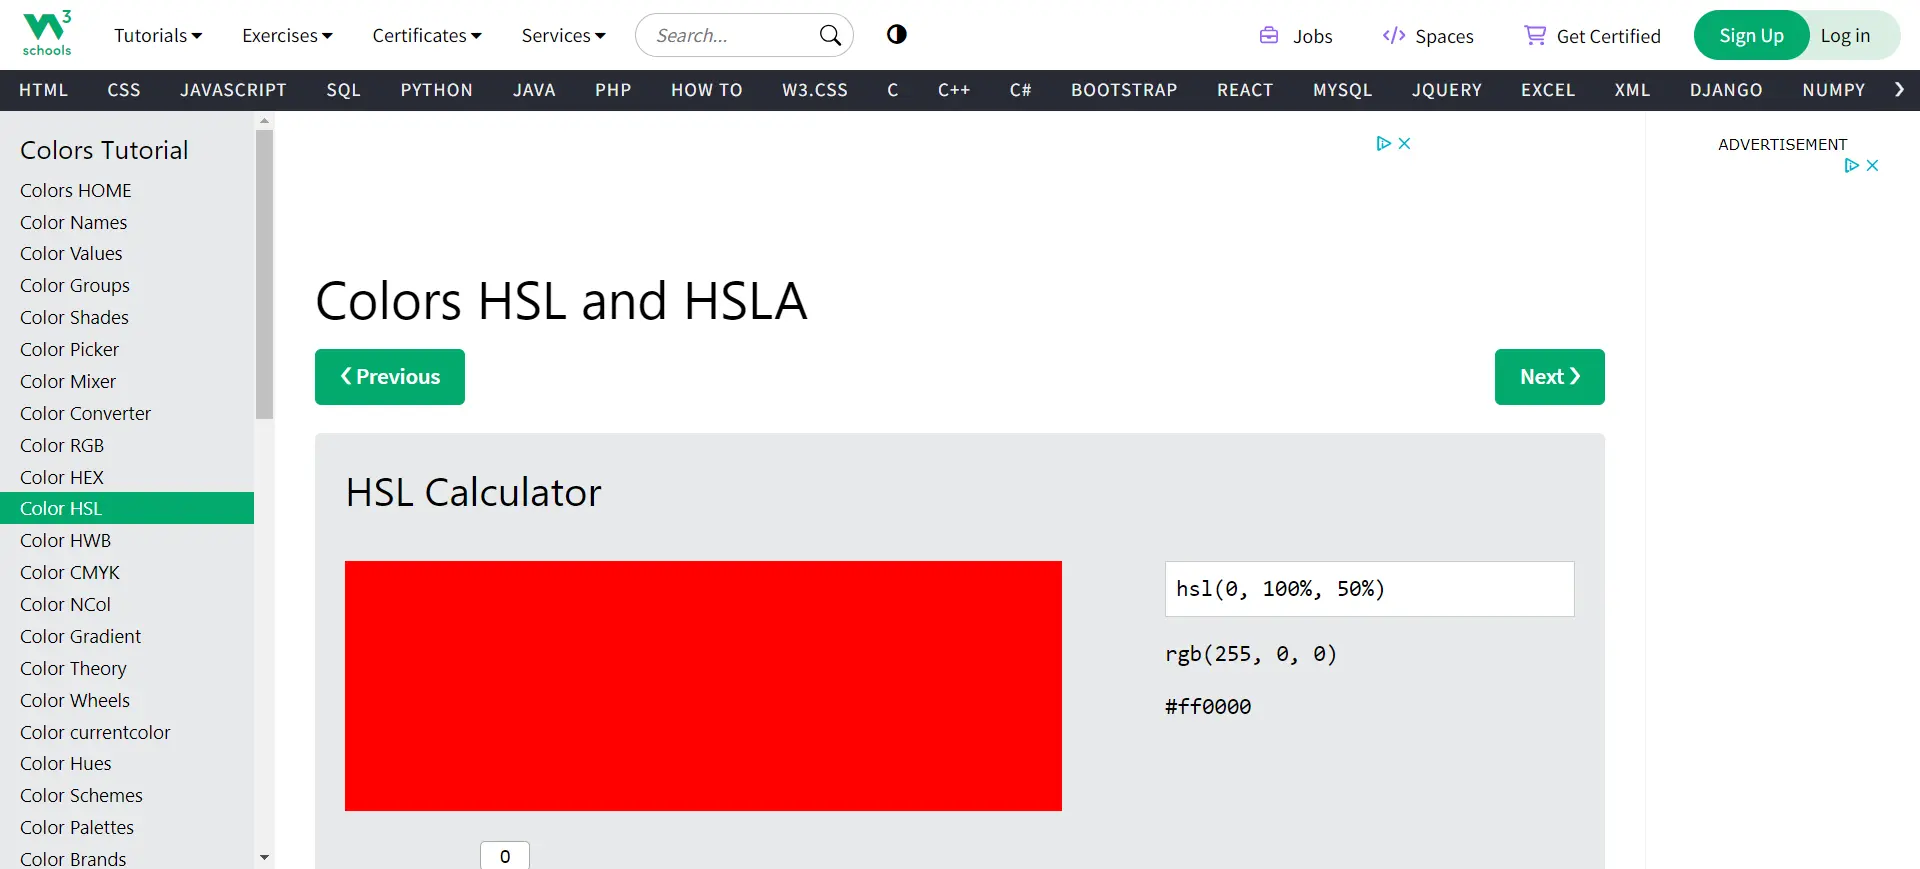 3
schools
Tutorials Exercises Certificates Services Search... Jobs Spaces Get Certified Sign Up Log in
HTML CSS JAVASCRIPT SQL PYTHON JAVA PHP HOW TO W3.CSS C C++ C# BOOTSTRAP REACT MYSQL JQUERY EXCEL XML DJANGO NUMPY
Colors Tutorial
Colors HOME
Color Names
Color Values
Color Groups
Color Shades
Color Picker
Color Mixer
Color Converter
Color RGB
Color HEX
Color HSL
Color HWB
Color CMYK
Color NCol
Color Gradient
Color Theory
Color Wheels
Color currentcolor
Color Hues
Color Schemes
Color Palettes
Color Brands
Colors HSL and HSLA
❮ Previous
Next ❯
HSL Calculator
hsl(0, 100%, 50%)
rgb(255, 0, 0)
#ff0000
0
ADVERTISEMENT